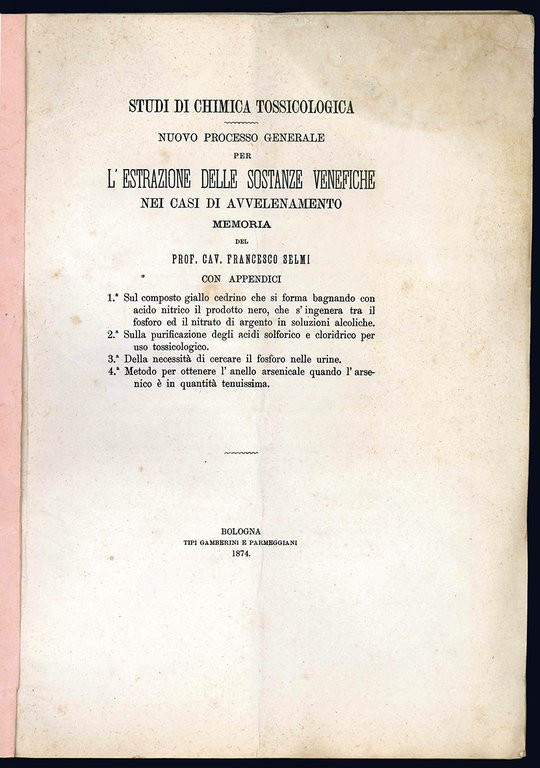 STUDI DI CHIMICA TOSSICOLOGICA
NUOVO PROCESSO GENERALE
PER
L' ESTRAZIONE DELLE SOSTANZE VENEFICHE
NEI CASI DI AVVELENAMENTO
MEMORIA
DEL
PROF. CAV. FRANCESCO SELMI
CON APPENDICI
1.ª Sul composto giallo cedrino che si forma bagnando con
acido nitrico il prodotto nero, che s' ingenera tra il
fosforo ed il nitrato di argento in soluzioni alcoliche.
2.ª Sulla purificazione degli acidi solforico e cloridrico per
uso tossicologico.
3.ª Della necessità di cercare il fosforo nelle urine.
4.ª Metodo per ottenere l' anello arsenicale quando l' arse-
nico è in quantità tenuissima.
BOLOGNA
TIPI GAMBERINI E PARMEGGIANI
1874.